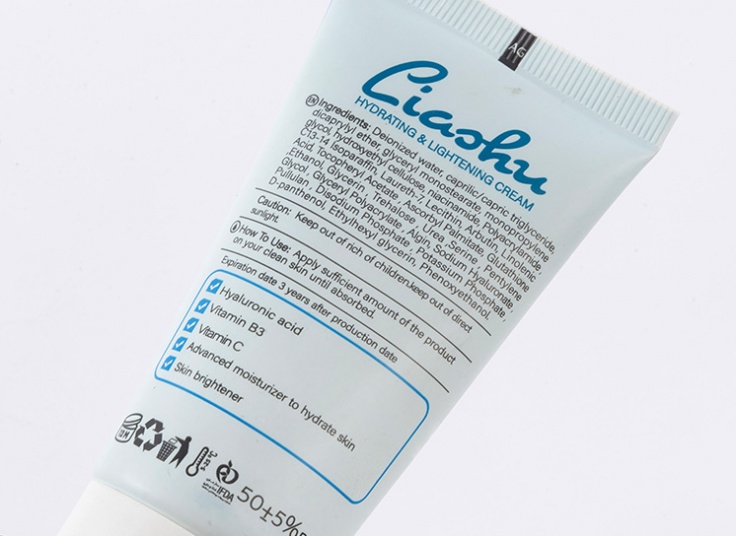 AG
Liashu
HYDRATING & LIGHTENING CREAM
EN Ingredients: Deionized water, caprilic/capric triglyceride,
dicaprylyl ether, glyceryl monostearate, monopropylene
glycol, hydroxyethyl cellulose, niacinamide, Polyacrylamide,
C13-14 Isoparaffin, Laureth-7, Lecithin, Arbutin, Linolenic
Acid, Tocopheryl Acetate, Ascorbyl Palmitate, Glutathione
Ethanol, Glycerin, Trehalose, Urea, Serine, Pentylene
Glycol, Glyceryl Polyacrylate, Algin, Sodium Hyaluronate,
Pullulan, Disodium Phosphate, Potassium Phosphate,
D-panthenol, Ethylhexyl glycerin, Phenoxyethanol,
Caution: Keep out of rich of children.keep out of direct
sunlight.
How To Use: Apply sufficient amount of the product
on your clean skin until absorbed.
Expiration date 3 years after production date
Hyaluronic acid
Vitamin B3
Vitamin C
Advanced moisturizer to hydrate skin
Skin brightener
IFDA
50±5%